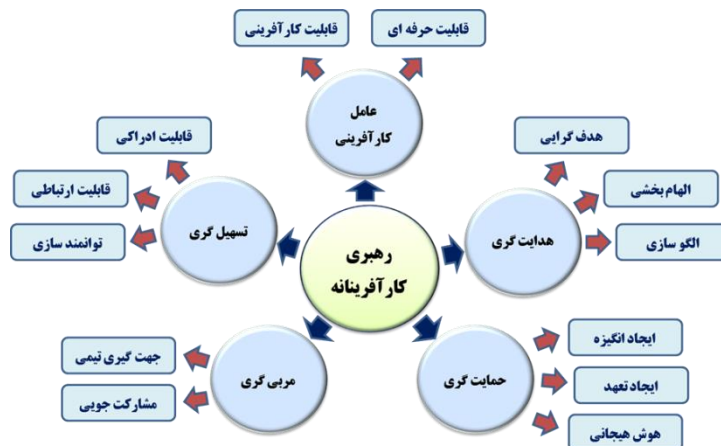 قابلیت حرفه ای
قابلیت کارآفرینی
عامل
کارآفرینی
هدف گرایی
الهام بخشی
الگو سازی
هدایت گری
قابلیت ادراکی
قابلیت ارتباطی
توانمند سازی
تسهیل گری
رهبری
کارآفرینانه
ایجاد انگیزه
ایجاد تعهد
هوش هیجانی
حمایت گری
مربی گری
جهت گیری تیمی
مشارکت جویی